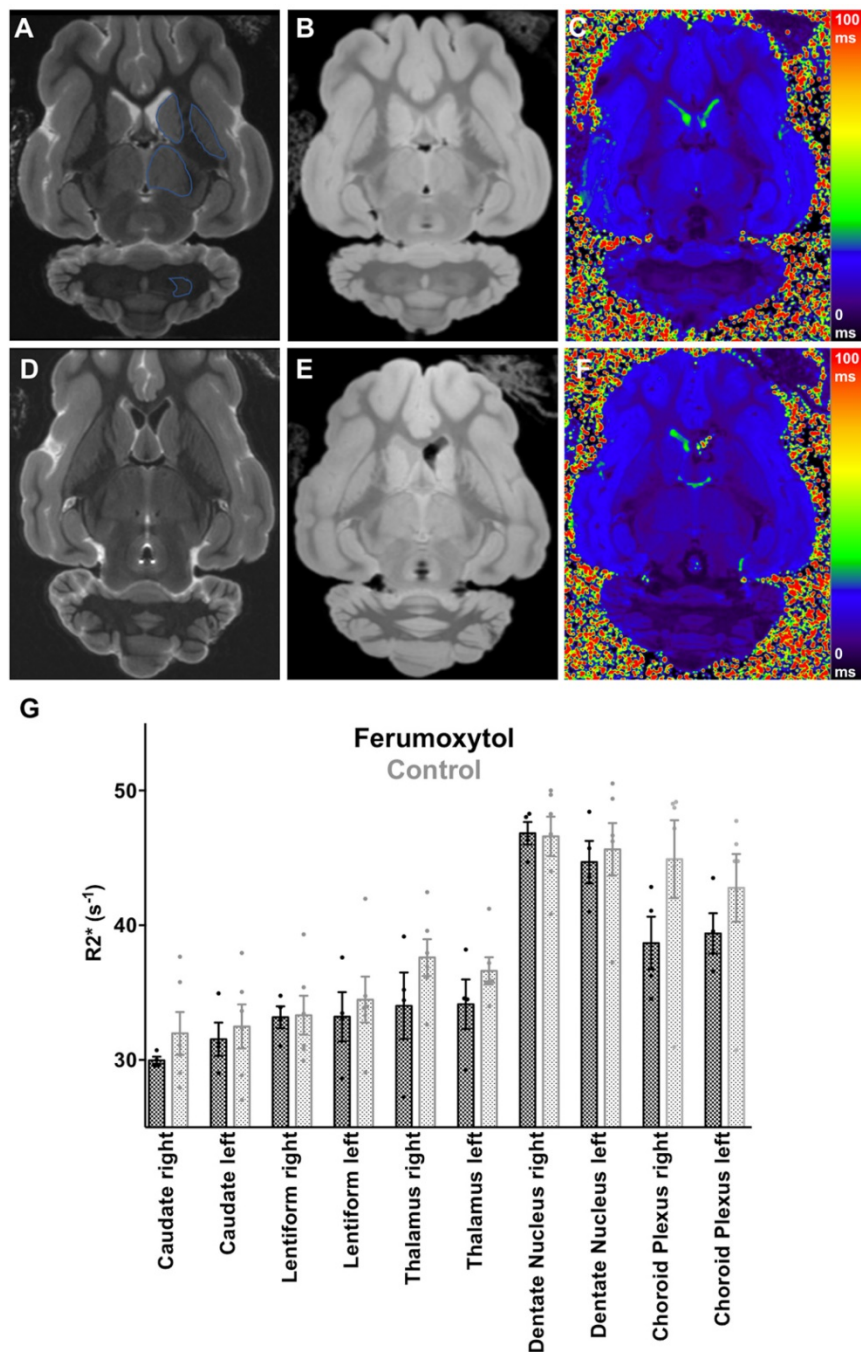 A
B
C
100
ms
0
ms
D
E
F
100
ms
0
ms
G
Ferumoxytol
Control
R2* (s⁻¹)
50
40
30
Caudate right
Caudate left
Lentiform right
Lentiform left
Thalamus right
Thalamus left
Dentate Nucleus right
Dentate Nucleus left
Choroid Plexus right
Choroid Plexus left